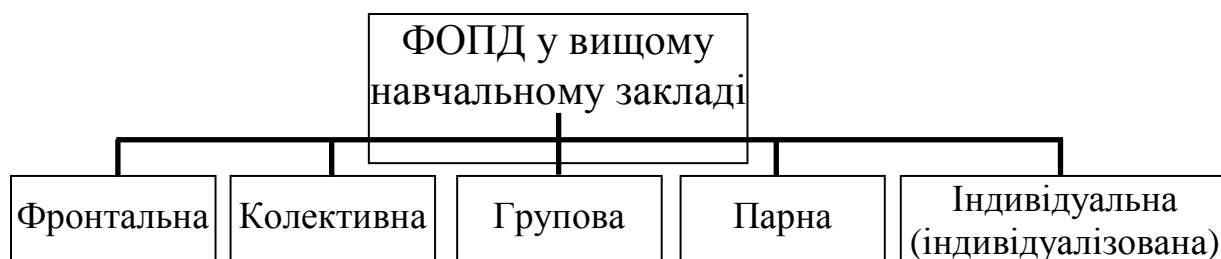 ФОПД у вищому
навчальному закладі
Фронтальна
Колективна
Групова
Парна
Індивідуальна
(індивідуалізована)